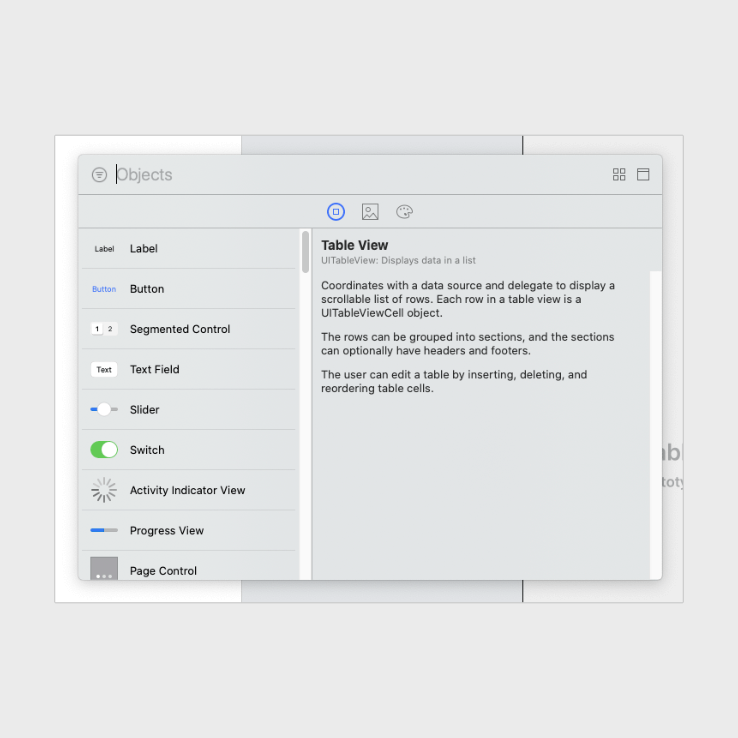 Objects
Label Label
Button Button
1 2 Segmented Control
Text Text Field
Slider
Switch
Activity Indicator View
Progress View
Page Control
Table View
UITableView: Displays data in a list
Coordinates with a data source and delegate to display a
scrollable list of rows. Each row in a table view is a
UITableViewCell object.
The rows can be grouped into sections, and the sections
can optionally have headers and footers.
The user can edit a table by inserting, deleting, and
reordering table cells.